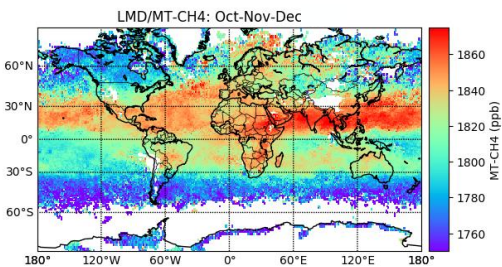 LMD/MT-CH4: Oct-Nov-Dec
60°N
30°N
0°
30°S
60°S
180° 120°W 60°W 0° 60°E 120°E 180°
1860
1840
1820
1800
1780
1760
MT-CH4 (ppb)